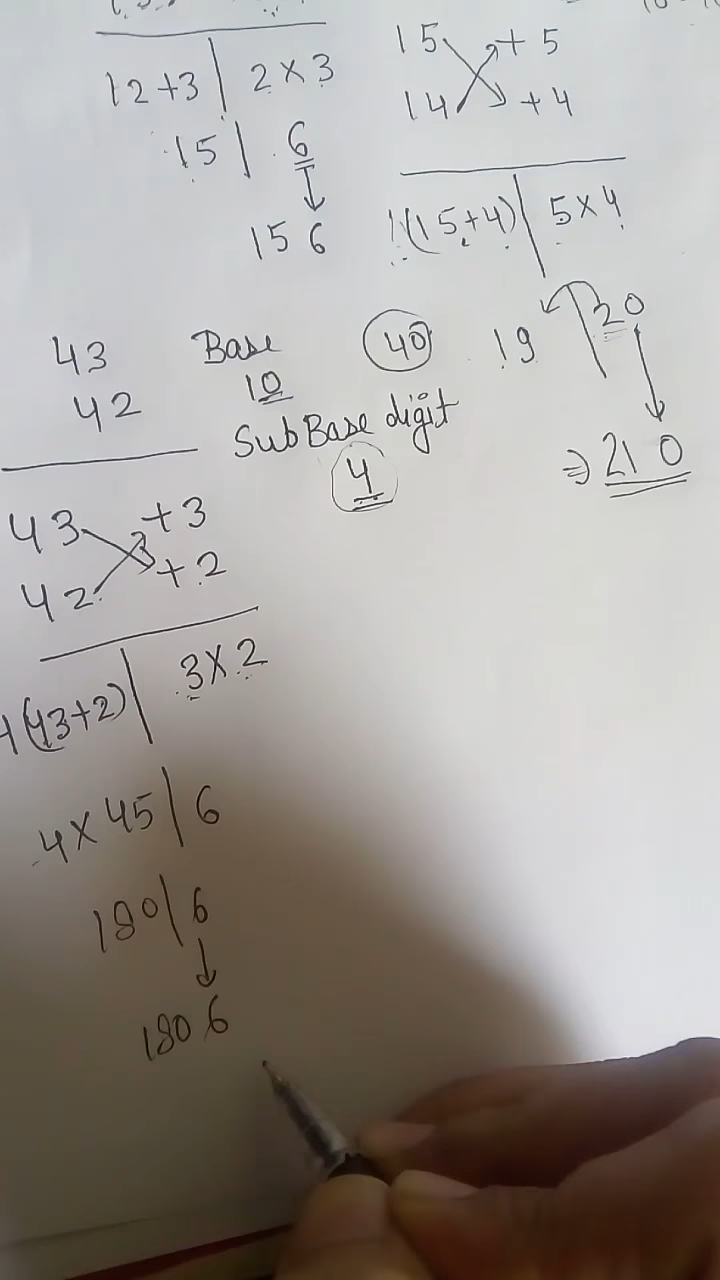 12+3 | 2 × 3
15 | 6
156
15 +5
14 +4
1(15+4) | 5×4
19 | 20
⇒ 210
43 Base 40
42 10
SubBase digit
4
43 +3
42 +2
4(43+2) | 3×2
4×45 | 6
180 | 6
1806